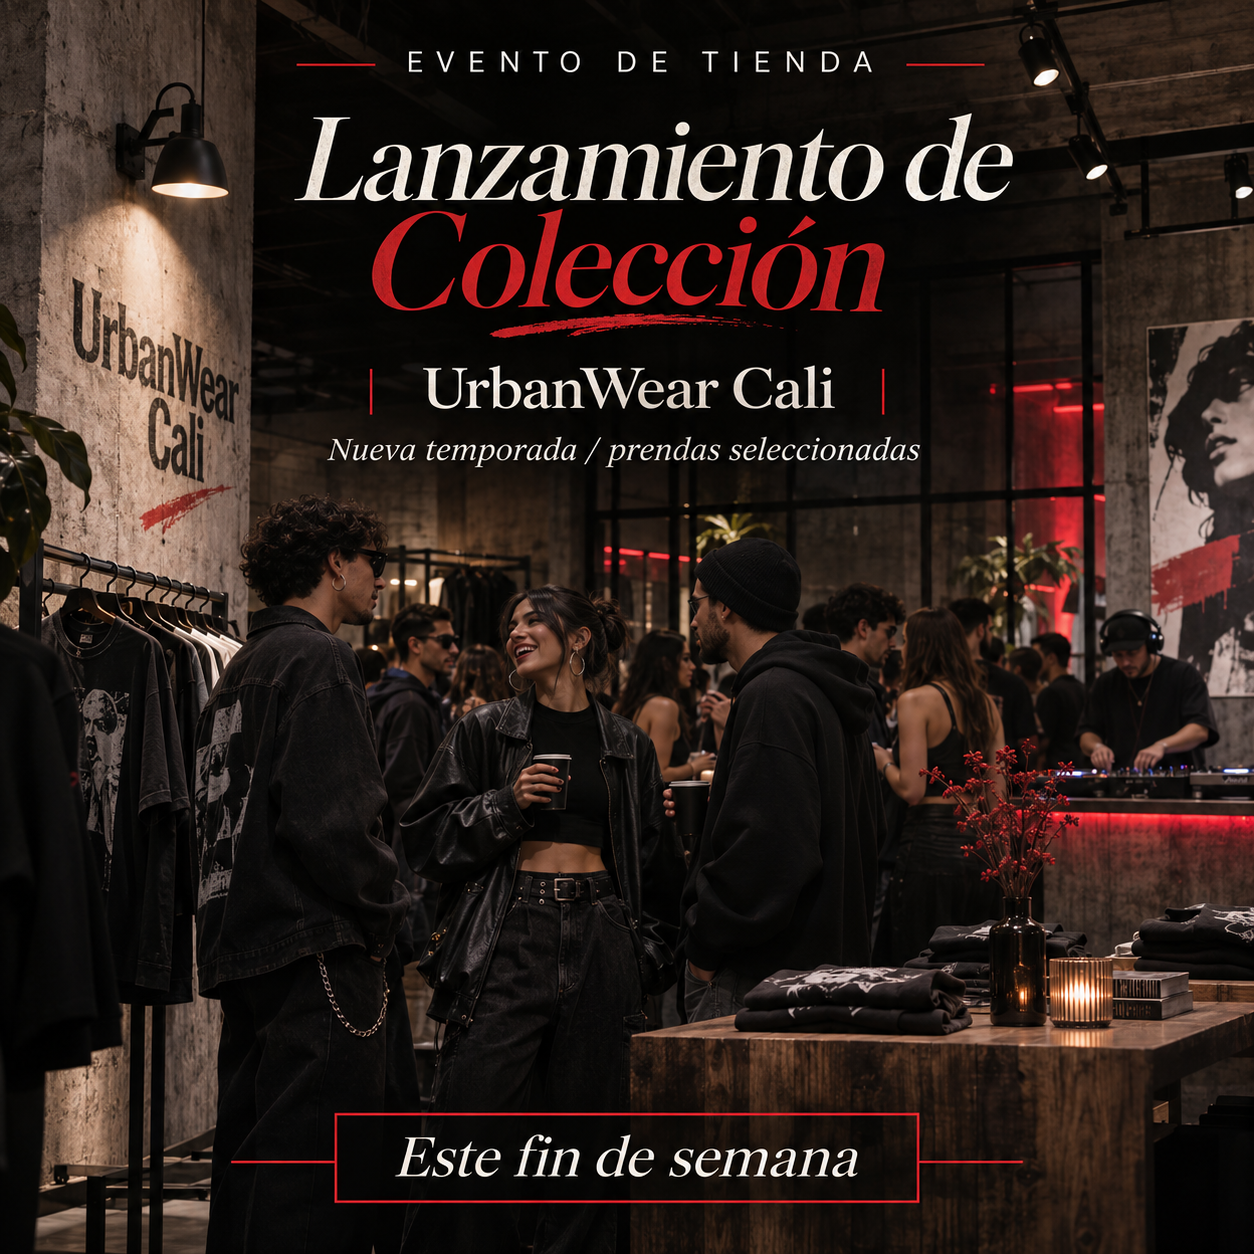 EVENTO DE TIENDA
Lanzamiento de
Colección
UrbanWear Cali
Nueva temporada / prendas seleccionadas
UrbanWear
Cali
Este fin de semana